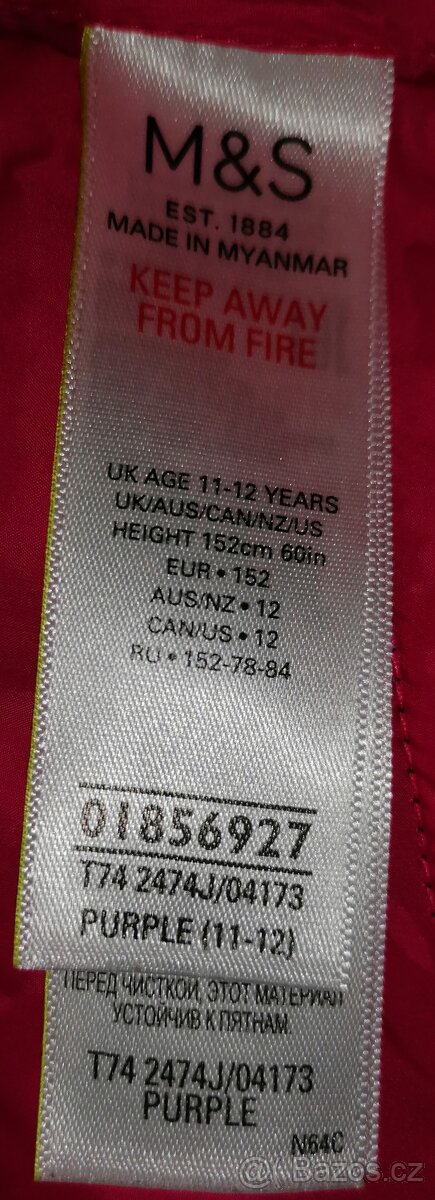 M&S
EST. 1884
MADE IN MYANMAR
KEEP AWAY
FROM FIRE
UK AGE 11-12 YEARS
UK/AUS/CAN/NZ/US
HEIGHT 152cm 60in
EUR • 152
AUS/NZ • 12
CAN/US • 12
RU • 152-78-84
01856927
T74 2474J/04173
PURPLE (11-12)
ПЕРЕД ЧИСТКОЙ, ЭТОТ МАТЕРИАЛ
УСТОЙЧИВ К ПЯТНАМ.
T74 2474J/04173
PURPLE
N64C
Bazos.cz